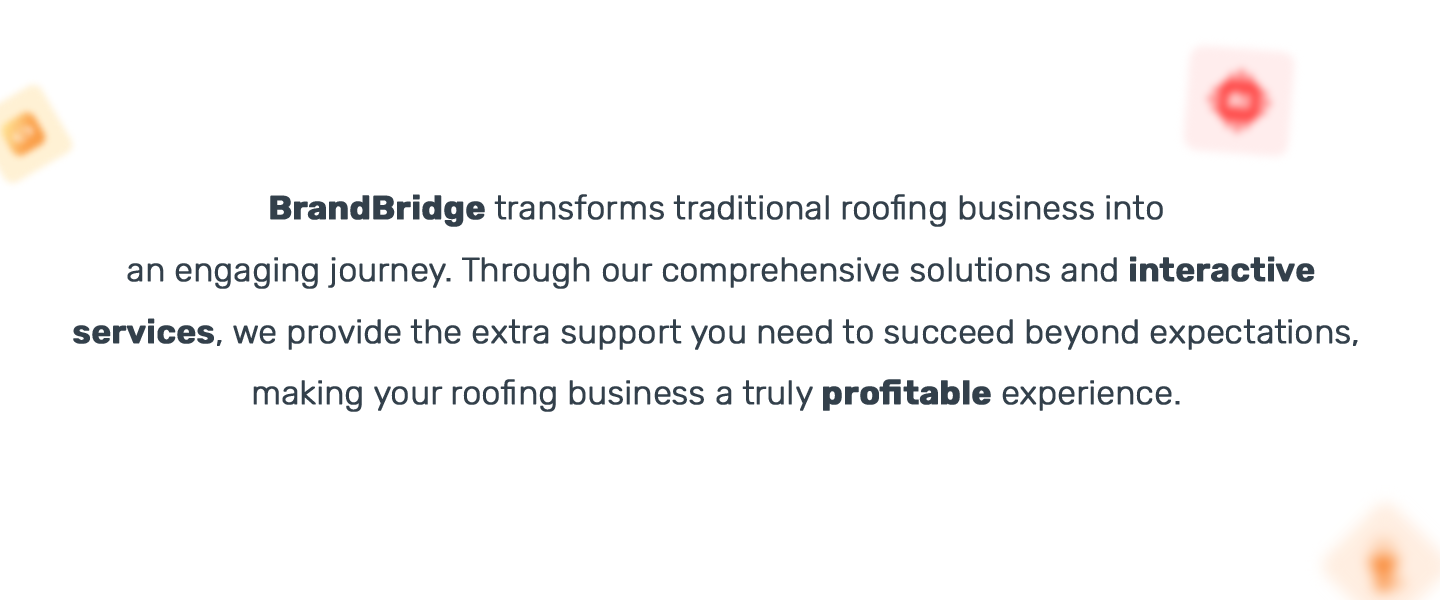 BrandBridge transforms traditional roofing business into
an engaging journey. Through our comprehensive solutions and interactive
services, we provide the extra support you need to succeed beyond expectations,
making your roofing business a truly profitable experience.